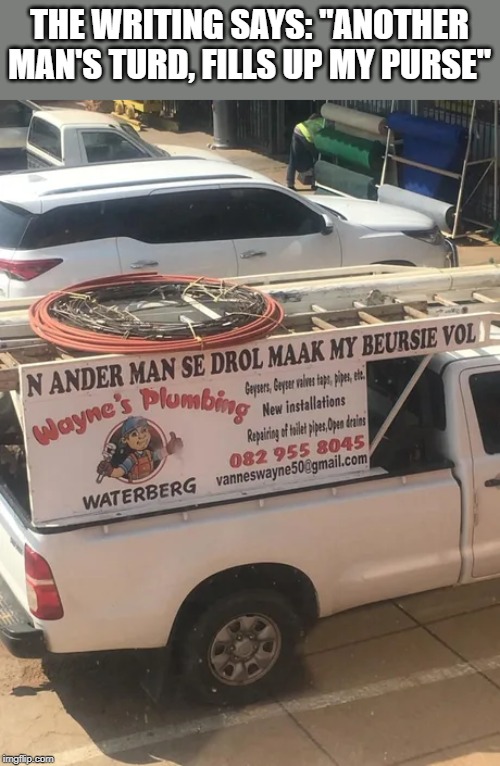 THE WRITING SAYS: "ANOTHER
MAN'S TURD, FILLS UP MY PURSE"
N ANDER MAN SE DROL MAAK MY BEURSIE VOL
Wayne's Plumbing
WATERBERG
Geysers, Geyser valves taps, pipes, etc.
New installations
Repairing of toilet pipes,Open drains
082 955 8045
vanneswayne50@gmail.com
imgflip.com